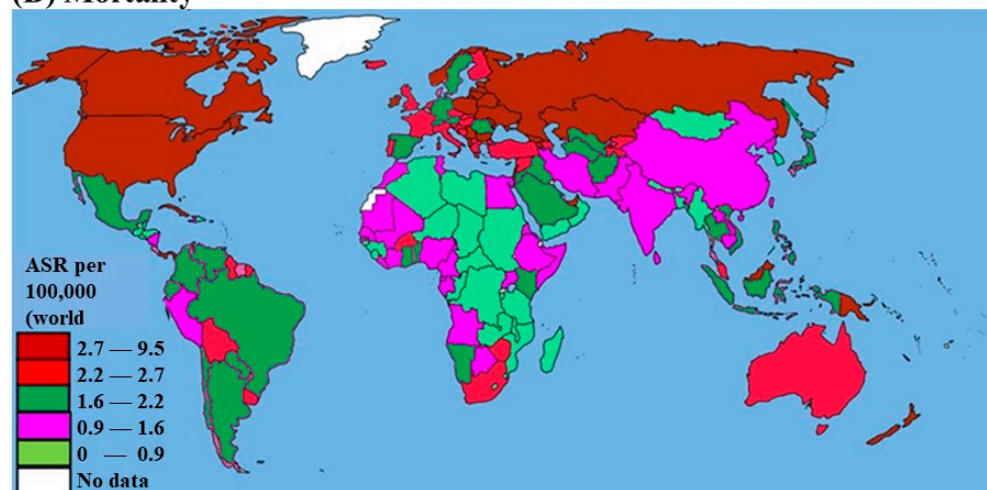 (D) Mortality
ASR per
100,000
(world
2.7 — 9.5
2.2 — 2.7
1.6 — 2.2
0.9 — 1.6
0 — 0.9
No data